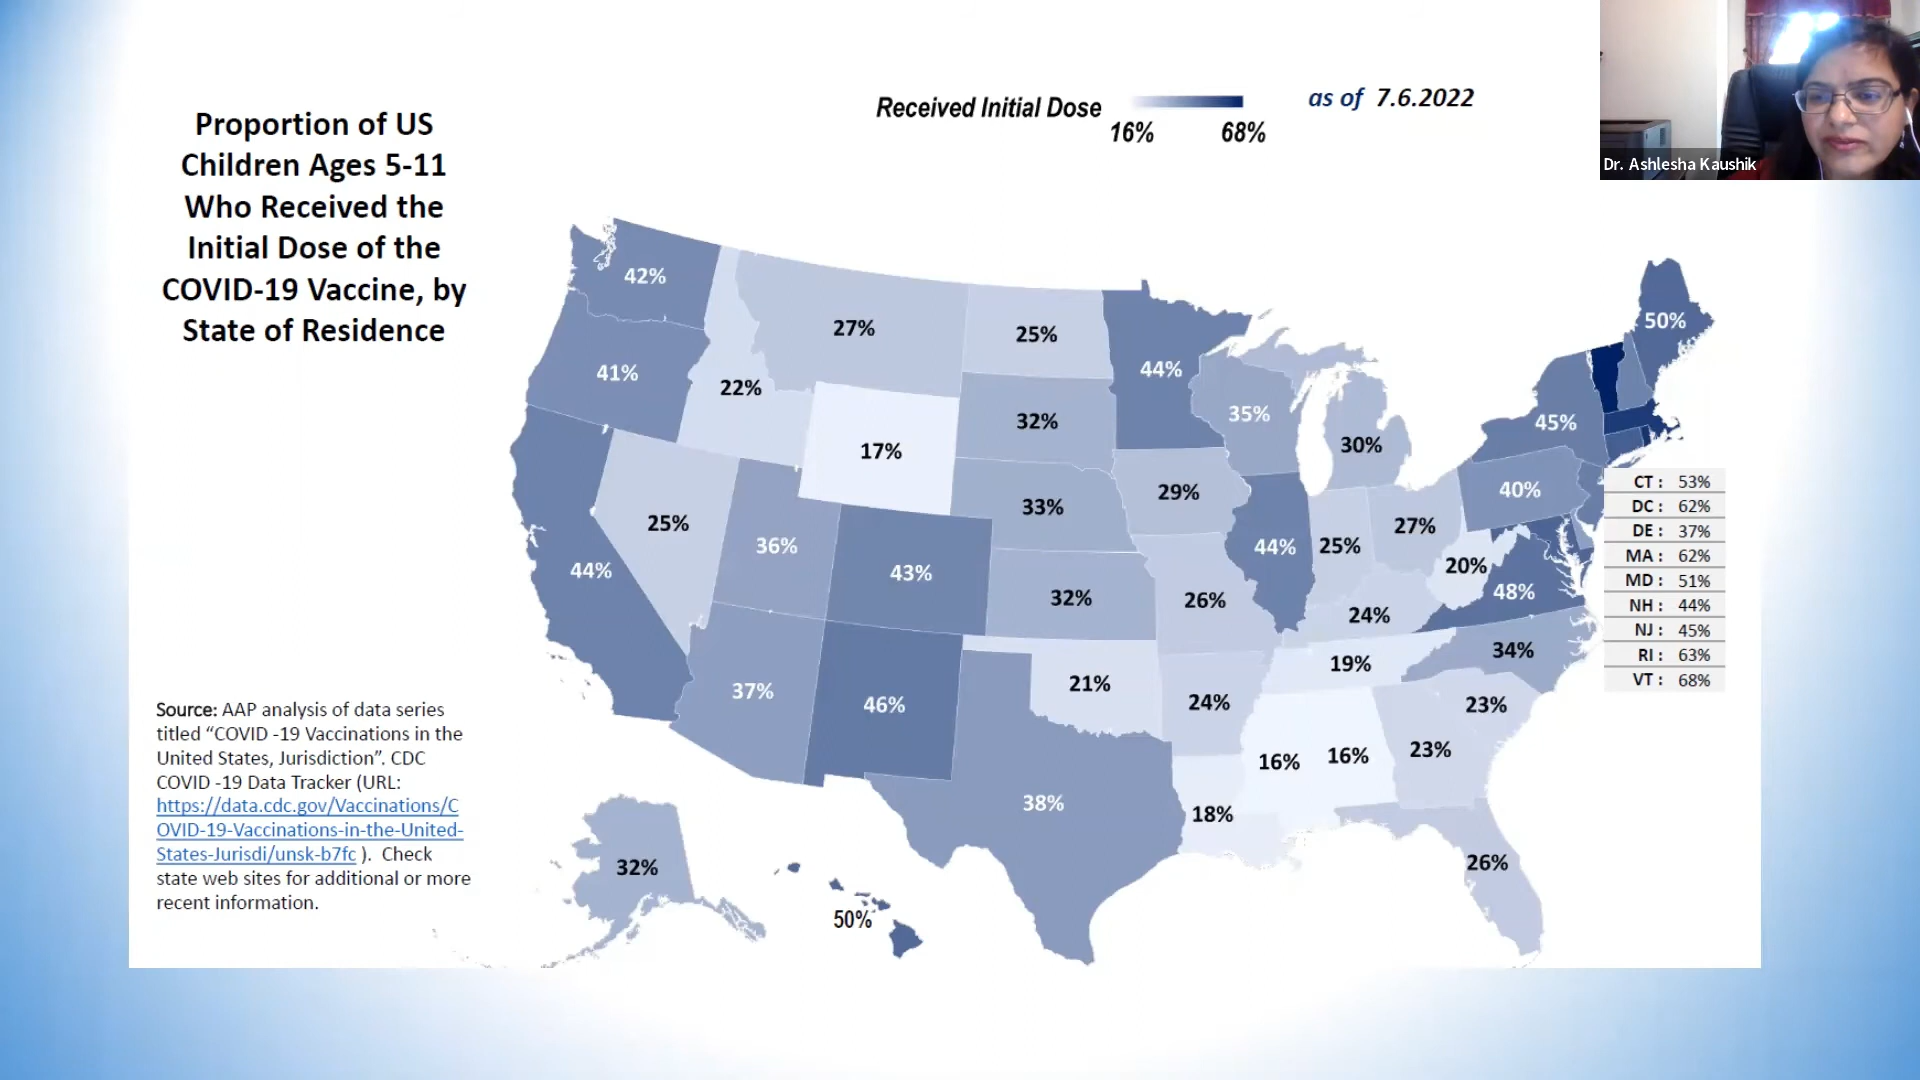 Proportion of US
Children Ages 5-11
Who Received the
Initial Dose of the
COVID-19 Vaccine, by
State of Residence
Received Initial Dose
16% 68%
as of 7.6.2022
Dr. Ashlesha Kaushik
42%
41%
44%
27%
22%
17%
25%
36%
43%
37%
46%
25%
32%
33%
32%
21%
38%
44%
29%
26%
24%
18%
35%
44%
30%
25%
27%
24%
19%
16%
16%
20%
48%
34%
23%
23%
26%
40%
45%
50%
32%
50%
CT : 53%
DC : 62%
DE : 37%
MA : 62%
MD : 51%
NH : 44%
NJ : 45%
RI : 63%
VT : 68%
Source: AAP analysis of data series
titled “COVID -19 Vaccinations in the
United States, Jurisdiction”. CDC
COVID -19 Data Tracker (URL:
https://data.cdc.gov/Vaccinations/C
OVID-19-Vaccinations-in-the-United-
States-Jurisdi/unsk-b7fc ). Check
state web sites for additional or more
recent information.